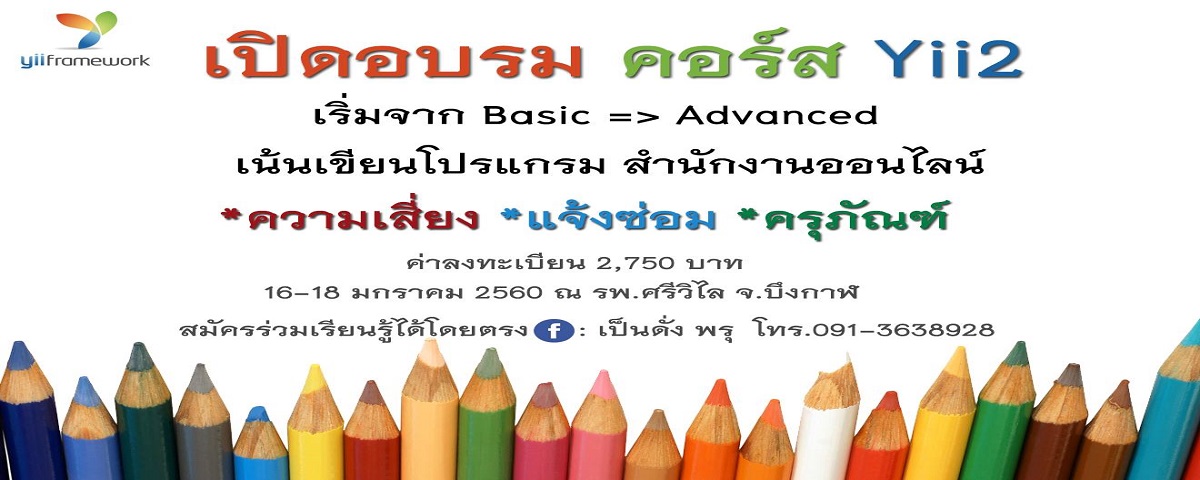 yiiframework
เปิดอบรม คอร์ส Yii2
เริ่มจาก Basic => Advanced
เน้นเขียนโปรแกรม สำนักงานออนไลน์
*ความเสี่ยง *แจ้งซ่อม *ครุภัณฑ์
ค่าลงทะเบียน 2,750 บาท
16-18 มกราคม 2560 ณ รพ.ศรีวิไล จ.บึงกาฬ
สมัครร่วมเรียนรู้ได้โดยตรง f : เป็นดั่ง พรุ โทร.091-3638928